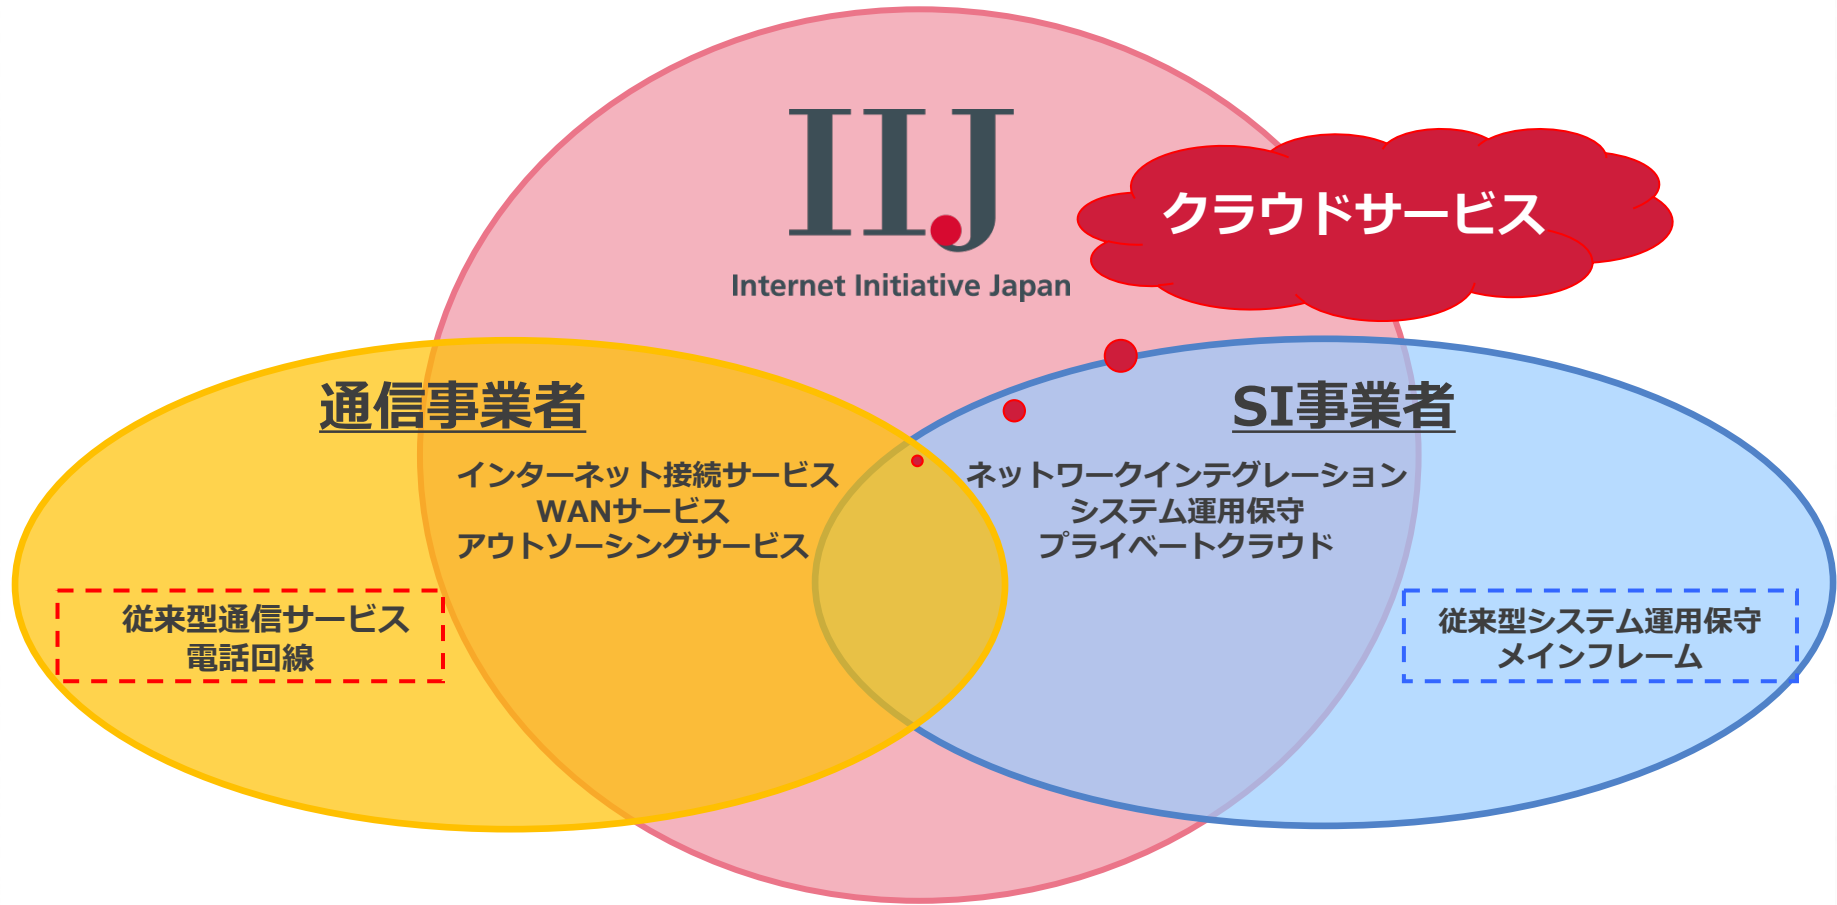 IIJ
Internet Initiative Japan
クラウドサービス
通信事業者
インターネット接続サービス
WANサービス
アウトソーシングサービス
従来型通信サービス
電話回線
SI事業者
ネットワークインテグレーション
システム運用保守
プライベートクラウド
従来型システム運用保守
メインフレーム